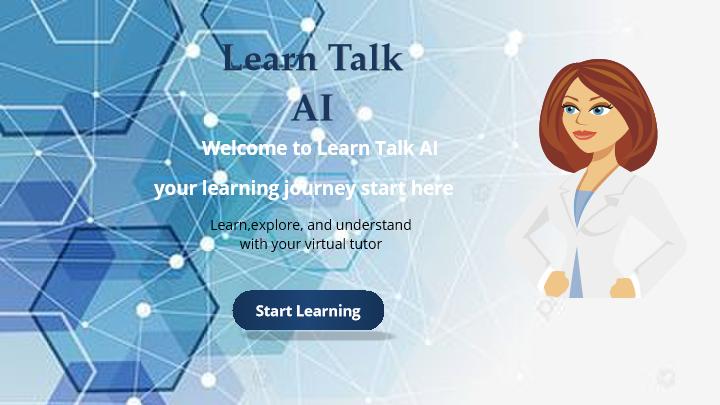 Learn Talk
AI
Welcome to Learn Talk AI
your learning journey start here
Learn,explore, and understand
with your virtual tutor
Start Learning